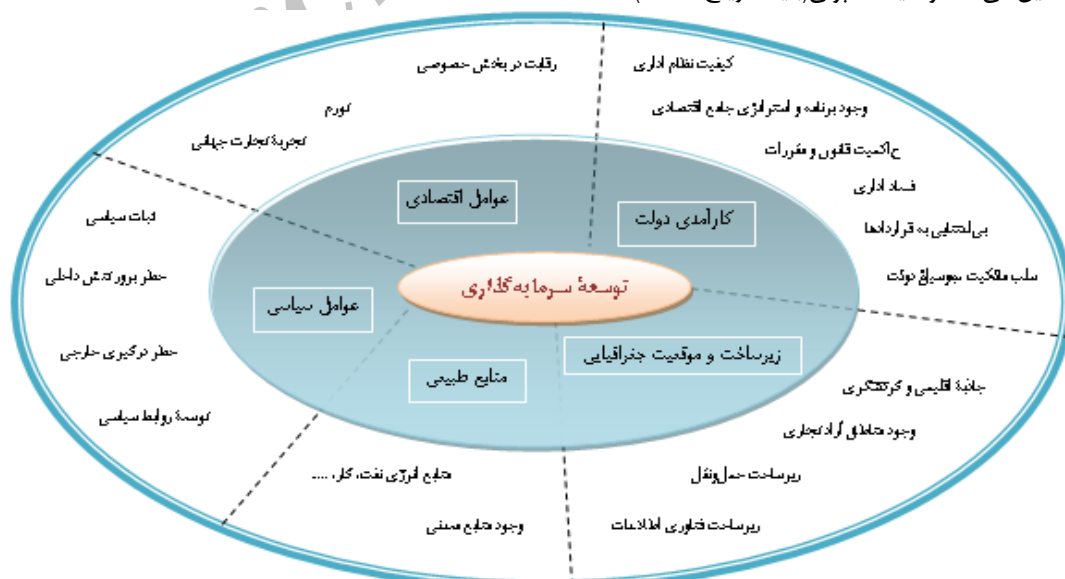 رقابت در بخش خصوصی
تورم
تجربهٔ تجارت جهانی
کیفیت نظام اداری
وجود برنامه و استراتژی جامع اقتصادی
حاکمیت قانون و مقررات
فساد اداری
بی‌اعتنایی به قراردادها
سلب مالکیت به‌وسیلهٔ دولت
ثبات سیاسی
خطر بروز تنش داخلی
خطر درگیری خارجی
توسعهٔ روابط سیاسی
عوامل اقتصادی
کارآمدی دولت
توسعهٔ سرمایه‌گذاری
عوامل سیاسی
منابع طبیعی
زیرساخت و موقعیت جغرافیایی
جاذبهٔ اقلیمی و گردشگری
وجود مناطق آزاد تجاری
زیرساخت حمل‌ونقل
زیرساخت فناوری اطلاعات
منابع انرژی نفت، گاز، ....
وجود منابع معدنی